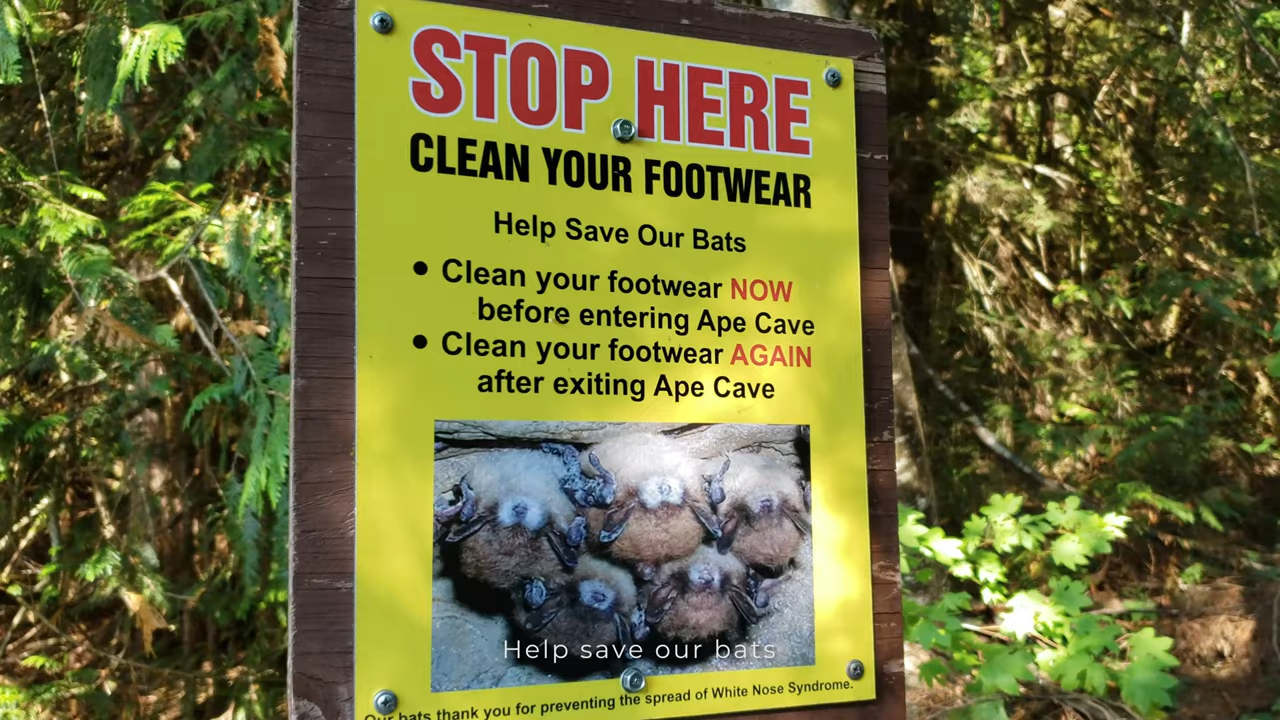 STOP HERE
CLEAN YOUR FOOTWEAR
Help Save Our Bats
• Clean your footwear NOW
before entering Ape Cave
• Clean your footwear AGAIN
after exiting Ape Cave
Help save our bats
Our bats thank you for preventing the spread of White Nose Syndrome.